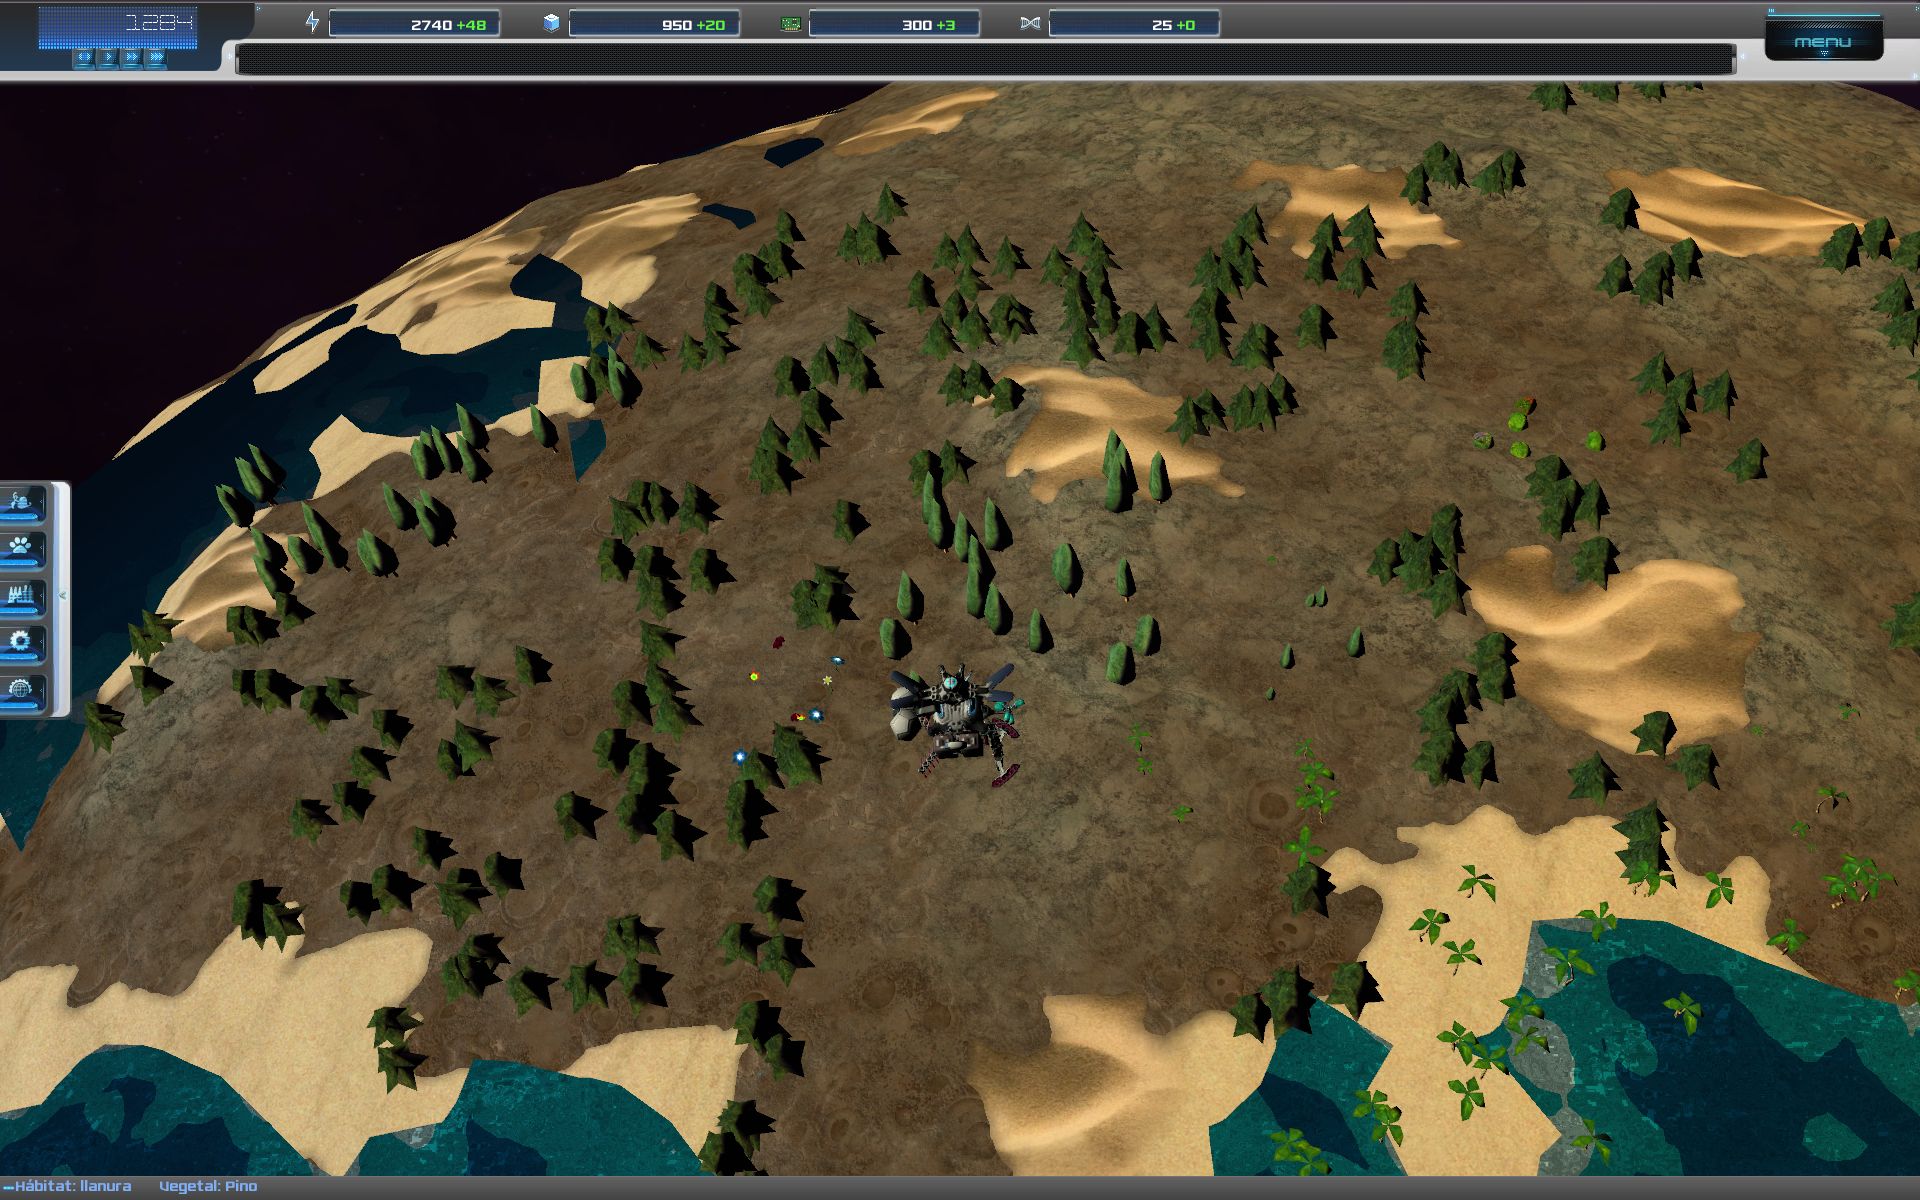 1284
2740 +48
950 +20
300 +3
25 +0
menu
Hábitat: llanura
Vegetal: Pino